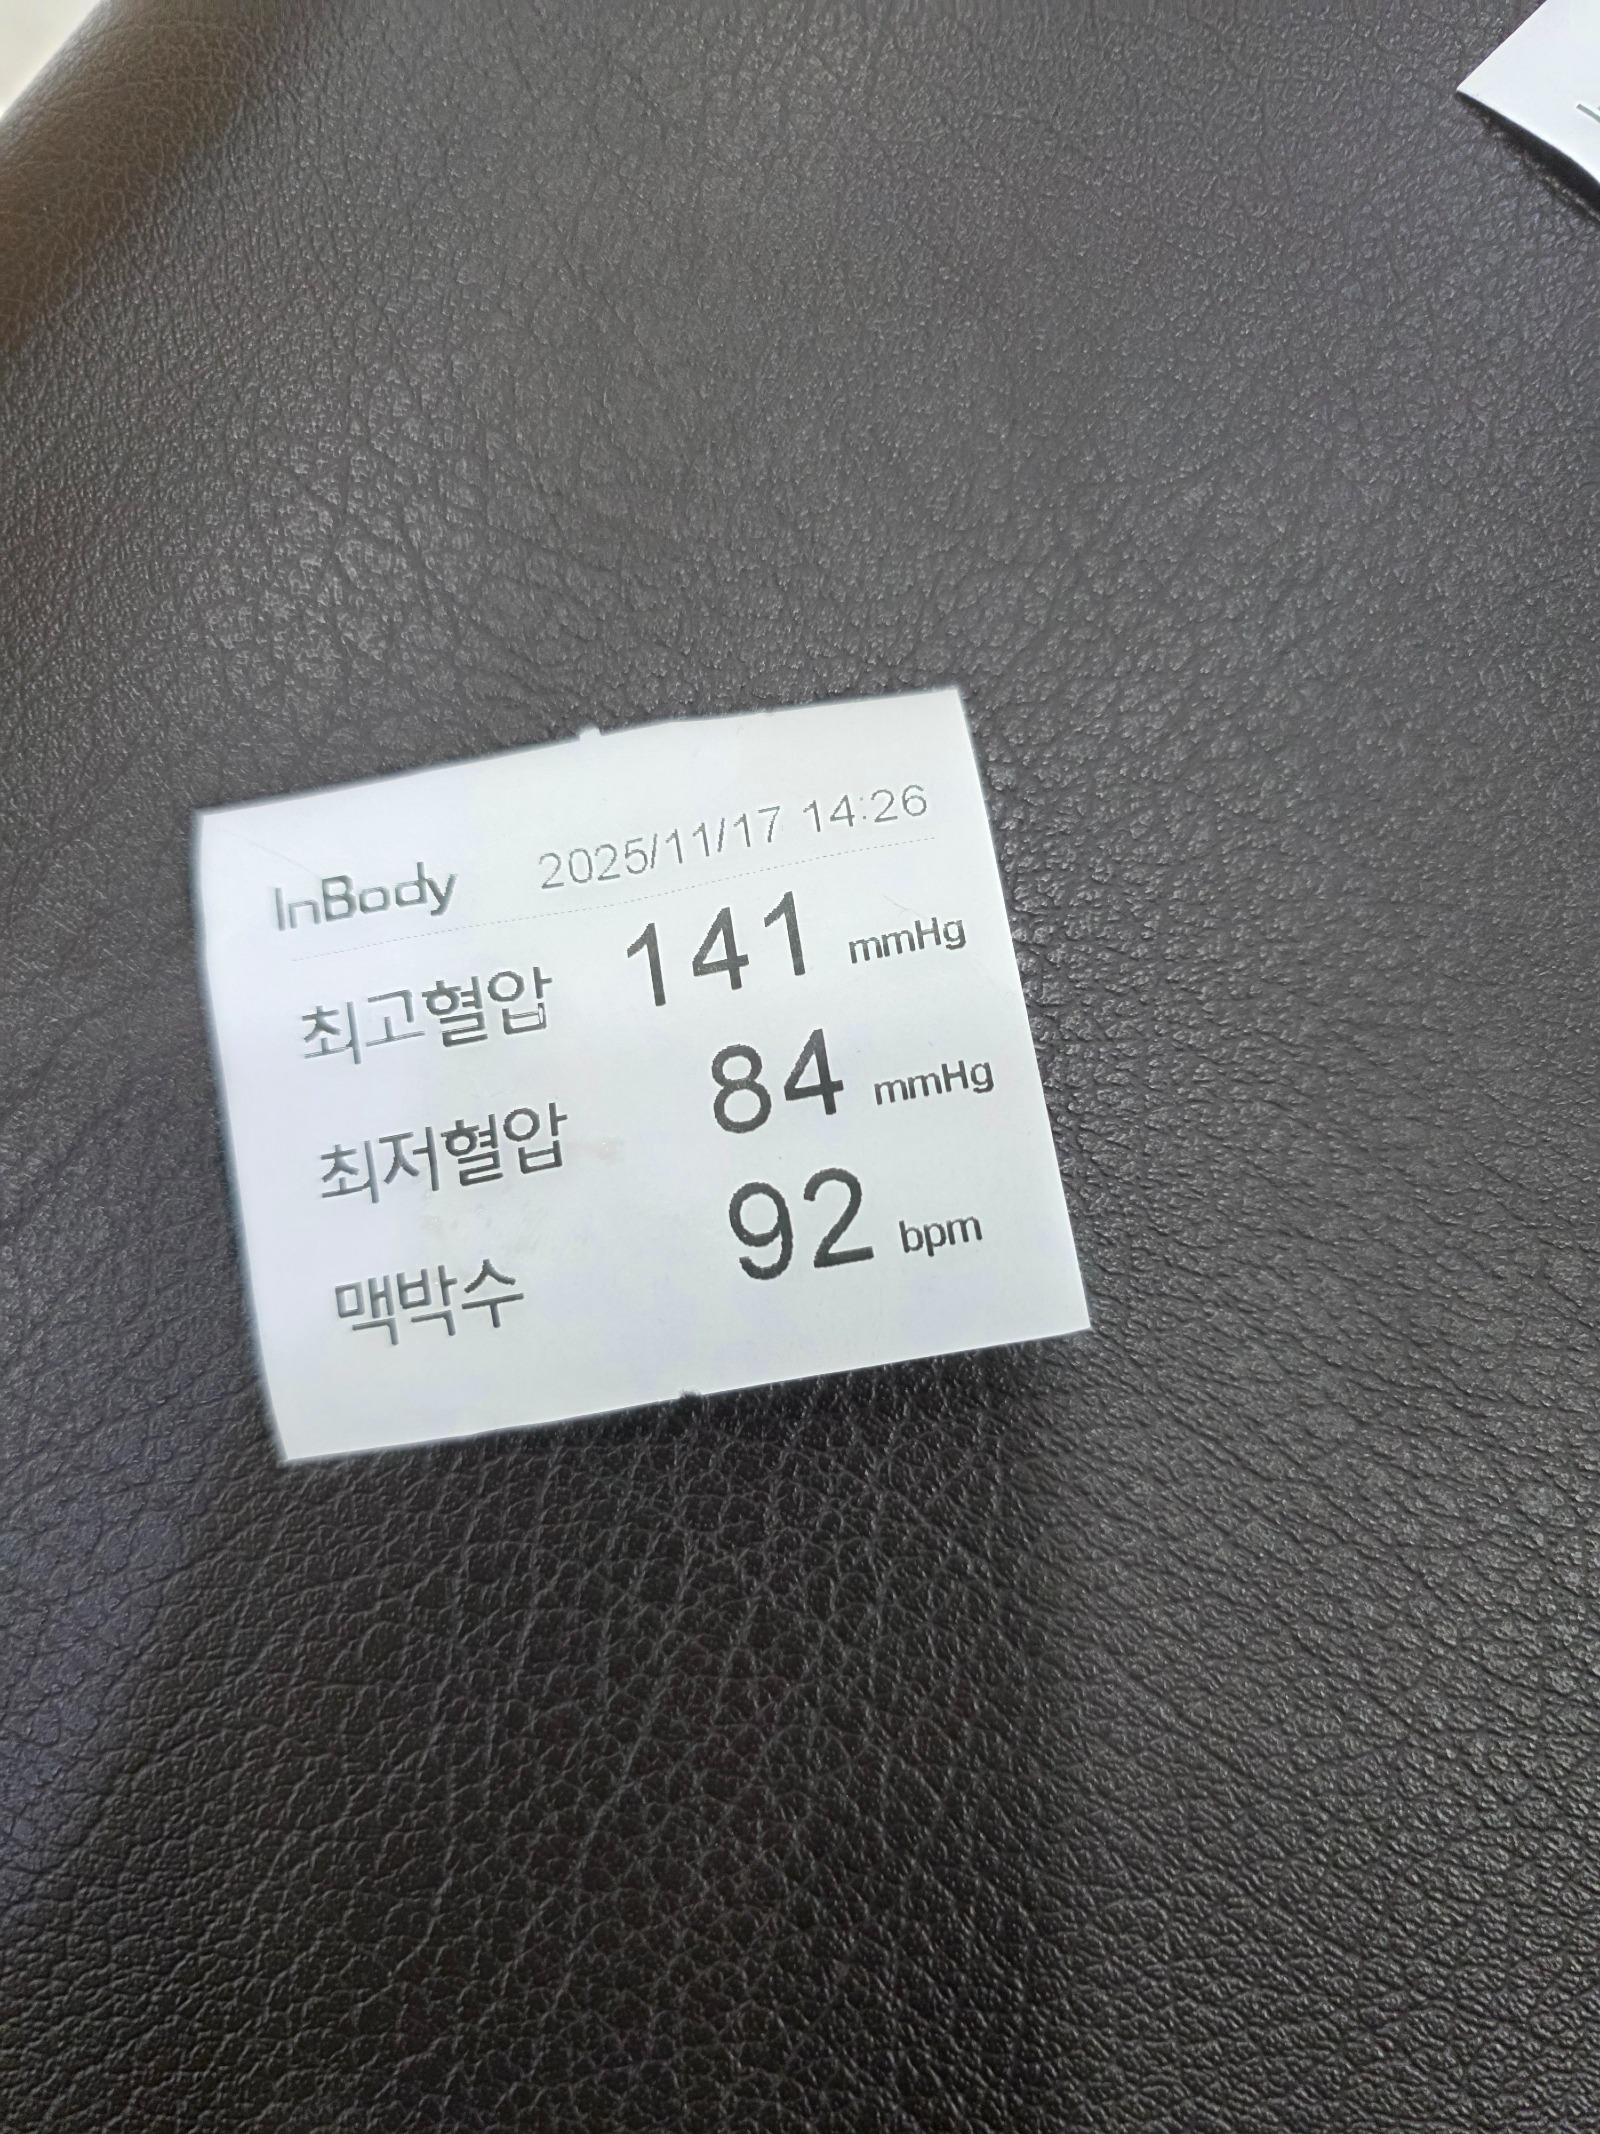 InBody 2025/11/17 14:26
최고혈압 141 mmHg
최저혈압 84 mmHg
맥박수 92 bpm